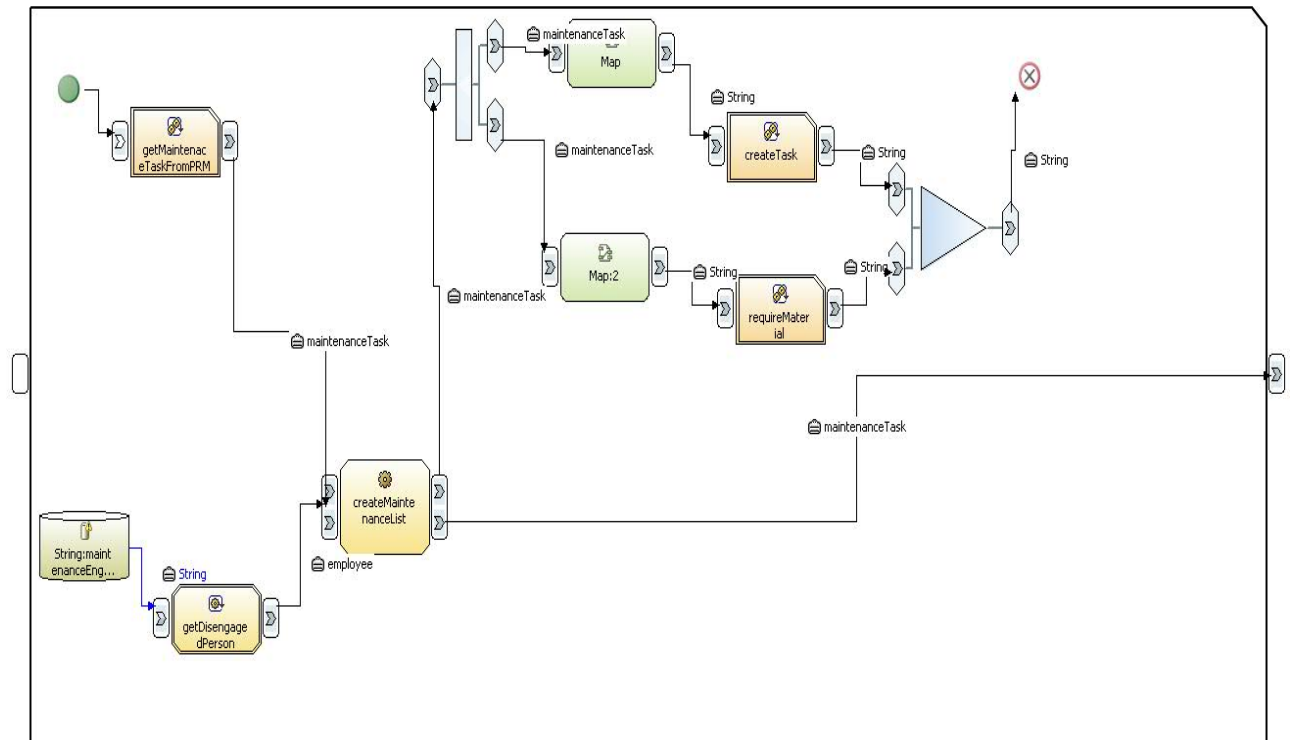 maintenanceTask
Map
String
getMaintenac
eTaskFromPRM
createTask
String
maintenanceTask
String
Map:2
String
String
maintenanceTask
requireMater
ial
maintenanceTask
maintenanceTask
createMainte
nanceList
String:maint
enanceEng...
employee
String
getDisengage
dPerson